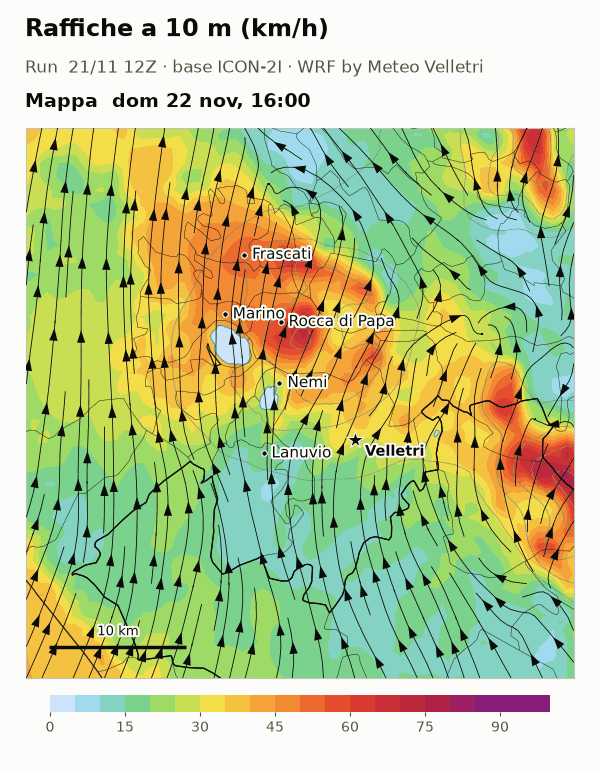 Raffiche a 10 m (km/h)
Run 21/11 12Z · base ICON-2I · WRF by Meteo Velletri
Mappa dom 22 nov, 16:00
Frascati
Marino
Rocca di Papa
Nemi
Velletri
Lanuvio
10 km
0 15 30 45 60 75 90